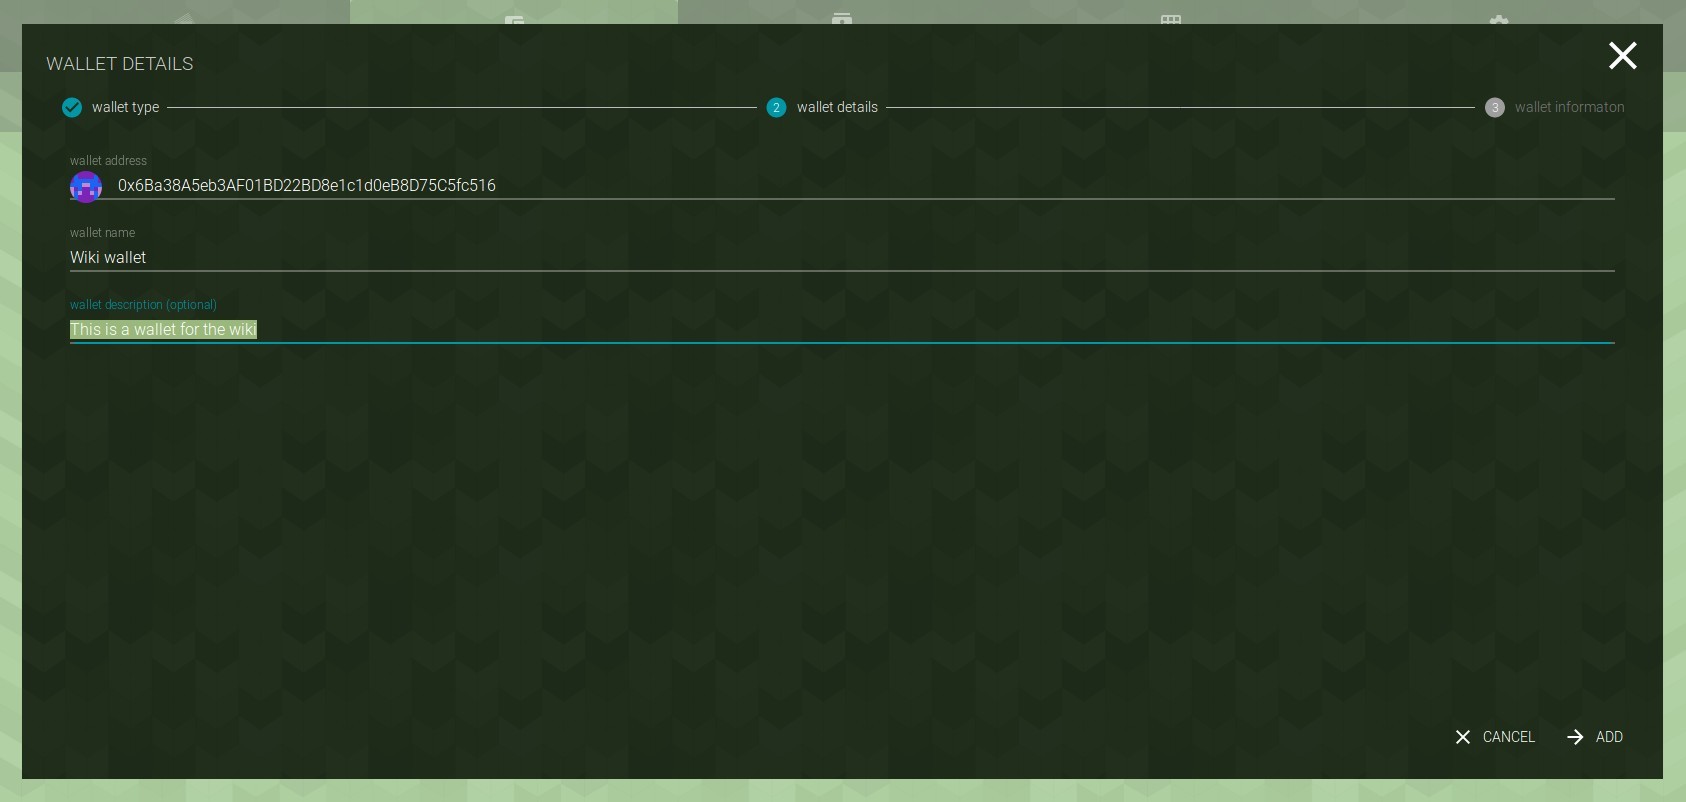 WALLET DETAILS
wallet type
2 wallet details
3 wallet informaton
wallet address
0x6Ba38A5eb3AF01BD22BD8e1c1d0eB8D75C5fc516
wallet name
Wiki wallet
wallet description (optional)
This is a wallet for the wiki
CANCEL ADD